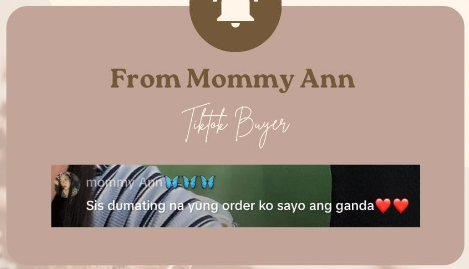 From Mommy Ann
Tiktok Buyer
mommy Ann🦋🦋🦋
Sis dumating na yung order ko sayo ang ganda❤️❤️